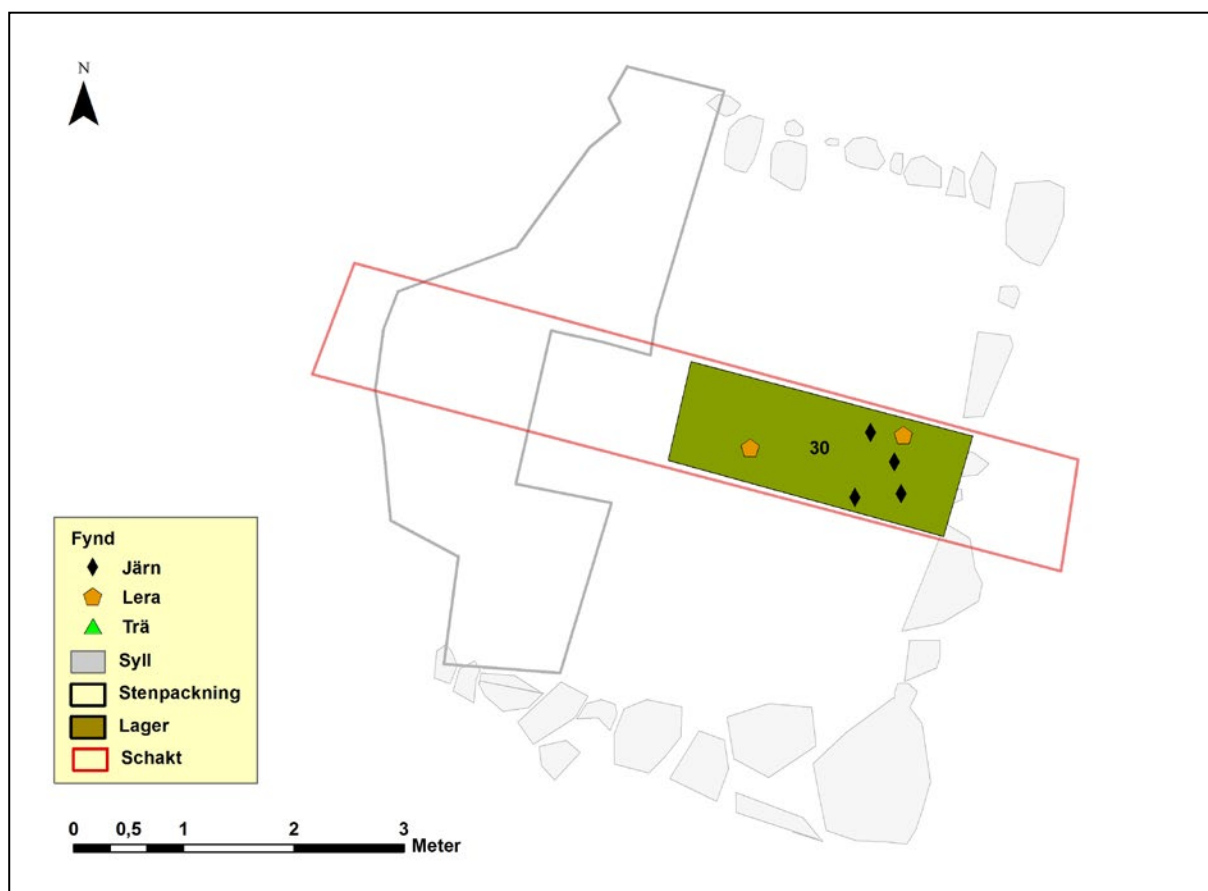 N
30
Fynd
Järn
Lera
Trä
Syll
Stenpackning
Lager
Schakt
0 0,5 1 2 3
Meter